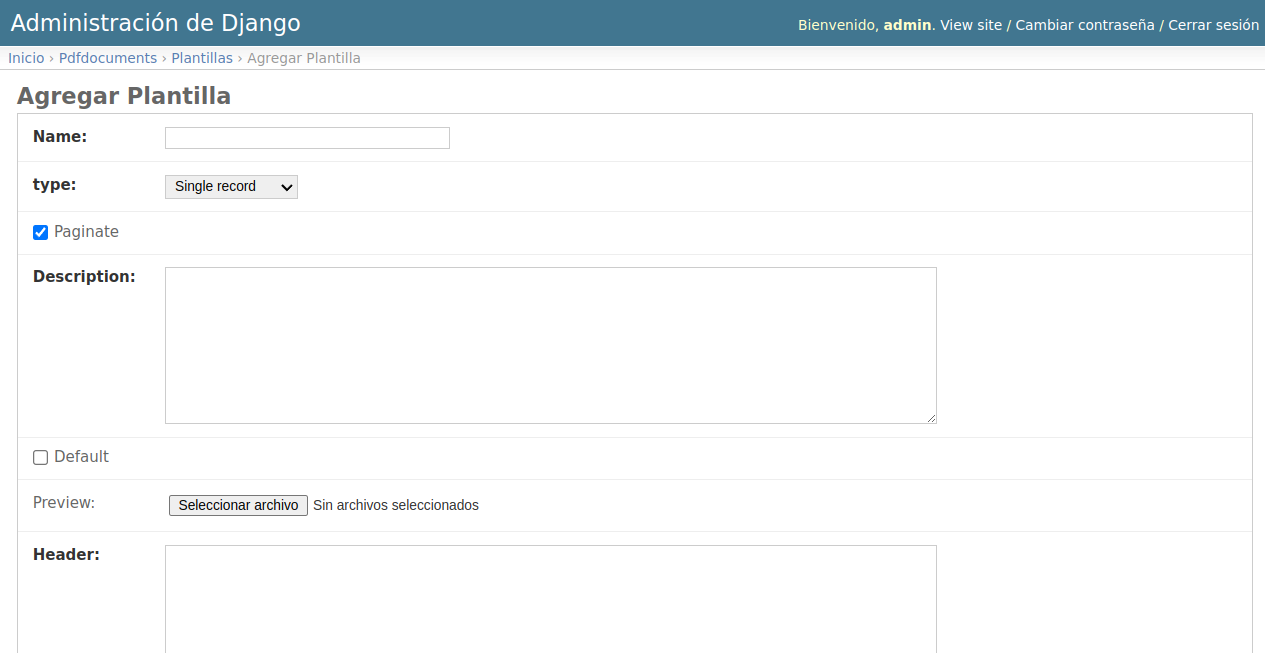 Administración de Django
Bienvenido, admin. View site / Cambiar contraseña / Cerrar sesión
Inicio › Pdfdocuments › Plantillas › Agregar Plantilla
Agregar Plantilla
Name:
type: Single record
Paginate
Description:
Default
Preview: Seleccionar archivo Sin archivos seleccionados
Header: